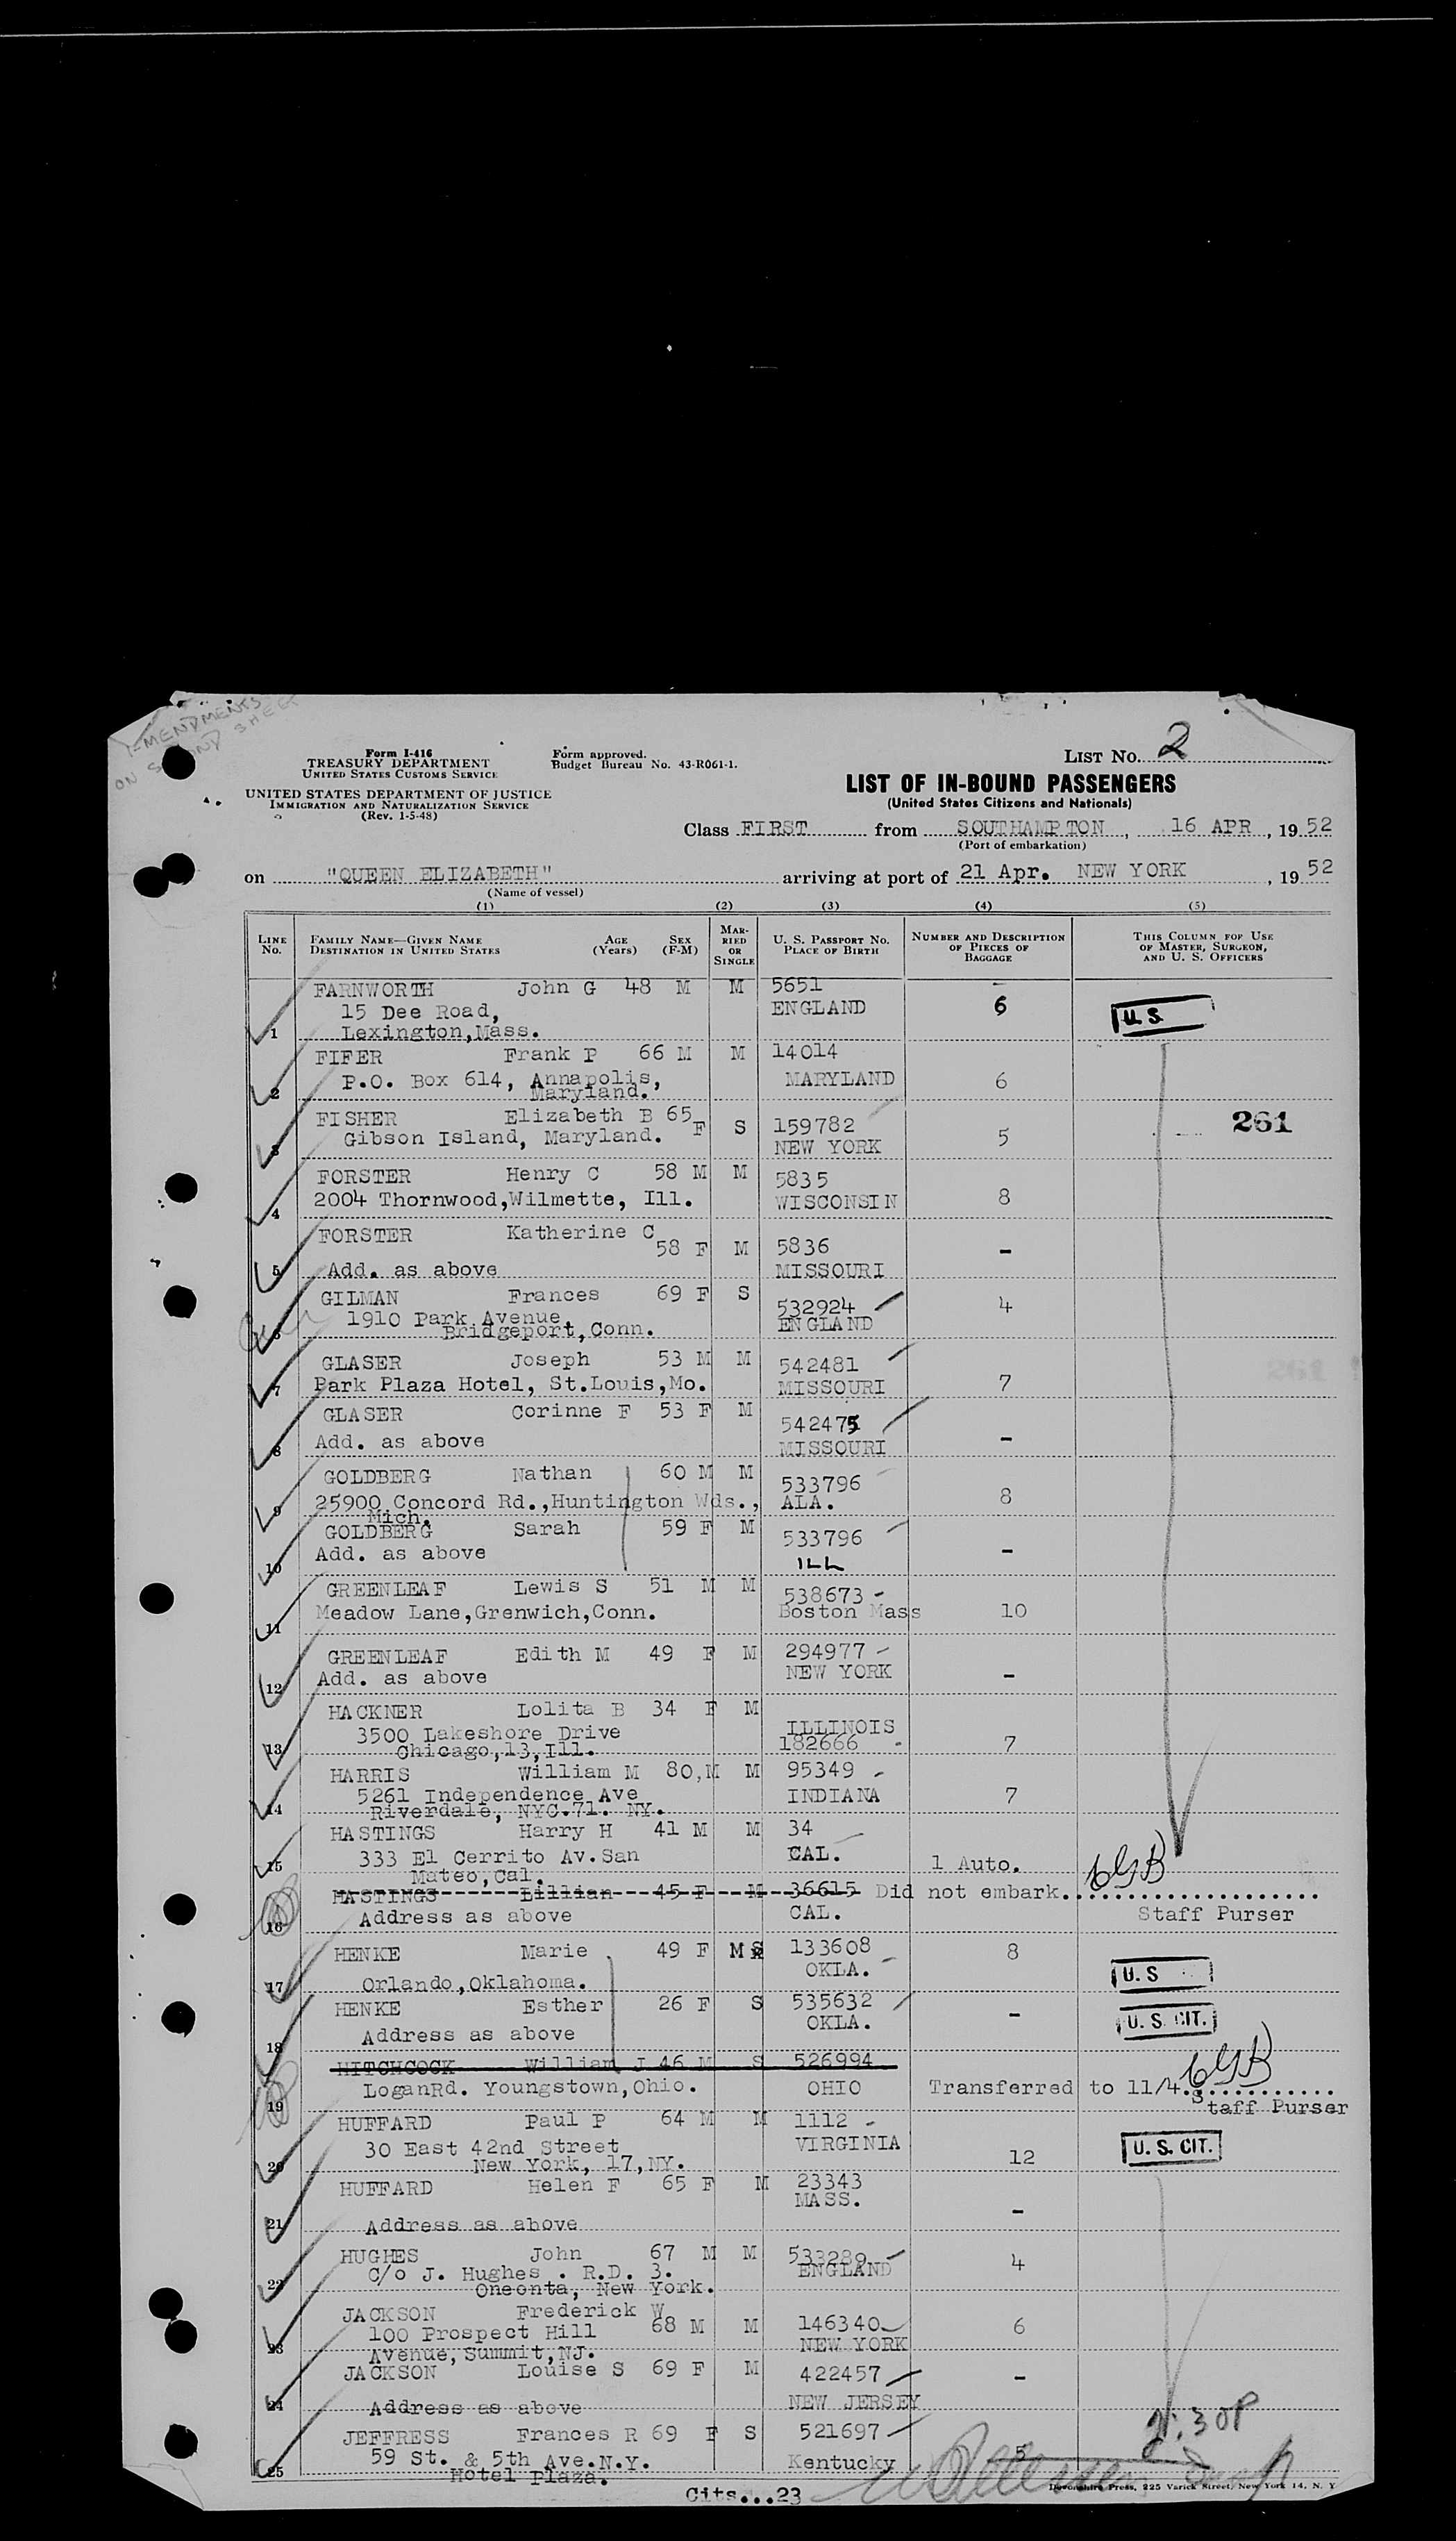 AMENDMENTS
ON SECOND SHEET
Form I-416
TREASURY DEPARTMENT
UNITED STATES CUSTOMS SERVICE
UNITED STATES DEPARTMENT OF JUSTICE
IMMIGRATION AND NATURALIZATION SERVICE
(Rev. 1-5-48)
Form approved.
Budget Bureau No. 43-R061-1.
LIST No. 2
LIST OF IN-BOUND PASSENGERS
(United States Citizens and Nationals)
Class FIRST from SOUTHAMPTON, 16 APR, 1952
(Port of embarkation)
on "QUEEN ELIZABETH" arriving at port of 21 Apr. NEW YORK, 1952
(Name of vessel)
(1) (2) (3) (4) (5)
LINE No. FAMILY NAME—GIVEN NAME DESTINATION IN UNITED STATES AGE (Years) SEX (F-M) MARRIED OR SINGLE U. S. PASSPORT No. PLACE OF BIRTH NUMBER AND DESCRIPTION OF PIECES OF BAGGAGE THIS COLUMN FOR USE OF MASTER, SURGEON, AND U. S. OFFICERS
FARNWORTH John G 48 M M 5651
15 Dee Road, ENGLAND 6 U.S.
1 Lexington,Mass.
FIFER Frank P 66 M M 14014
P.O. Box 614, Annapolis, MARYLAND 6
2 Maryland.
FISHER Elizabeth B 65 F S 159782 261
3 Gibson Island, Maryland. NEW YORK 5
FORSTER Henry C 58 M M 5835
4 2004 Thornwood,Wilmette, Ill. WISCONSIN 8
FORSTER Katherine C
58 F M 5836 -
5 Add. as above MISSOURI
GILMAN Frances 69 F S 532924 4
6 1910 Park Avenue, ENGLAND
Bridgeport,Conn.
GLASER Joseph 53 M M 542481
7 Park Plaza Hotel, St.Louis,Mo. MISSOURI 7
GLASER Corinne F 53 F M 542475
8 Add. as above MISSOURI -
GOLDBERG Nathan 60 M M 533796
9 25900 Concord Rd.,Huntington Wds., ALA. 8
Mich.
GOLDBERG Sarah 59 F M 533796
10 Add. as above ILL -
GREENLEAF Lewis S 51 M M 538673
11 Meadow Lane,Grenwich,Conn. Boston Mass 10
GREENLEAF Edith M 49 F M 294977
12 Add. as above NEW YORK -
HACKNER Lolita B 34 F M
3500 Lakeshore Drive ILLINOIS
13 Chicago,13,Ill. 182666 7
HARRIS William M 80,M M 95349
5261 Independence Ave INDIANA 7
14 Riverdale, NYC.71. NY.
HASTINGS Harry H 41 M M 34
15 333 El Cerrito Av.San CAL. 1 Auto.
Mateo,Cal.
HASTINGS Lillian 45 F M 36615 Did not embark.
16 Address as above CAL. Staff Purser
HENKE Marie 49 F M S 133608 8
17 Orlando,Oklahoma. OKLA. U.S
HENKE Esther 26 F S 535632 -
18 Address as above OKLA. U.S. CIT.
HITCHCOCK William J 46 M S 526994
19 LoganRd. Youngstown,Ohio. OHIO Transferred to 11/4.
Staff Purser
HUFFARD Paul P 64 M M 1112
30 East 42nd Street VIRGINIA 12 U.S. CIT.
20 New York, 17,NY.
HUFFARD Helen F 65 F M 23343
MASS. -
21 Address as above
HUGHES John 67 M M 533289 4
22 C/o J. Hughes . R.D. 3. ENGLAND
Oneonta, New York.
JACKSON Frederick W
100 Prospect Hill 68 M M 146340 6
23 Avenue,Summit,NJ. NEW YORK
JACKSON Louise S 69 F M 422457 -
24 Address as above NEW JERSEY
JEFFRESS Frances R 69 F S 521697
59 St. & 5th Ave.N.Y. Kentucky 5
25 Hotel Plaza.
Cits...23
Devonshire Press, 225 Varick Street, New York 14, N. Y